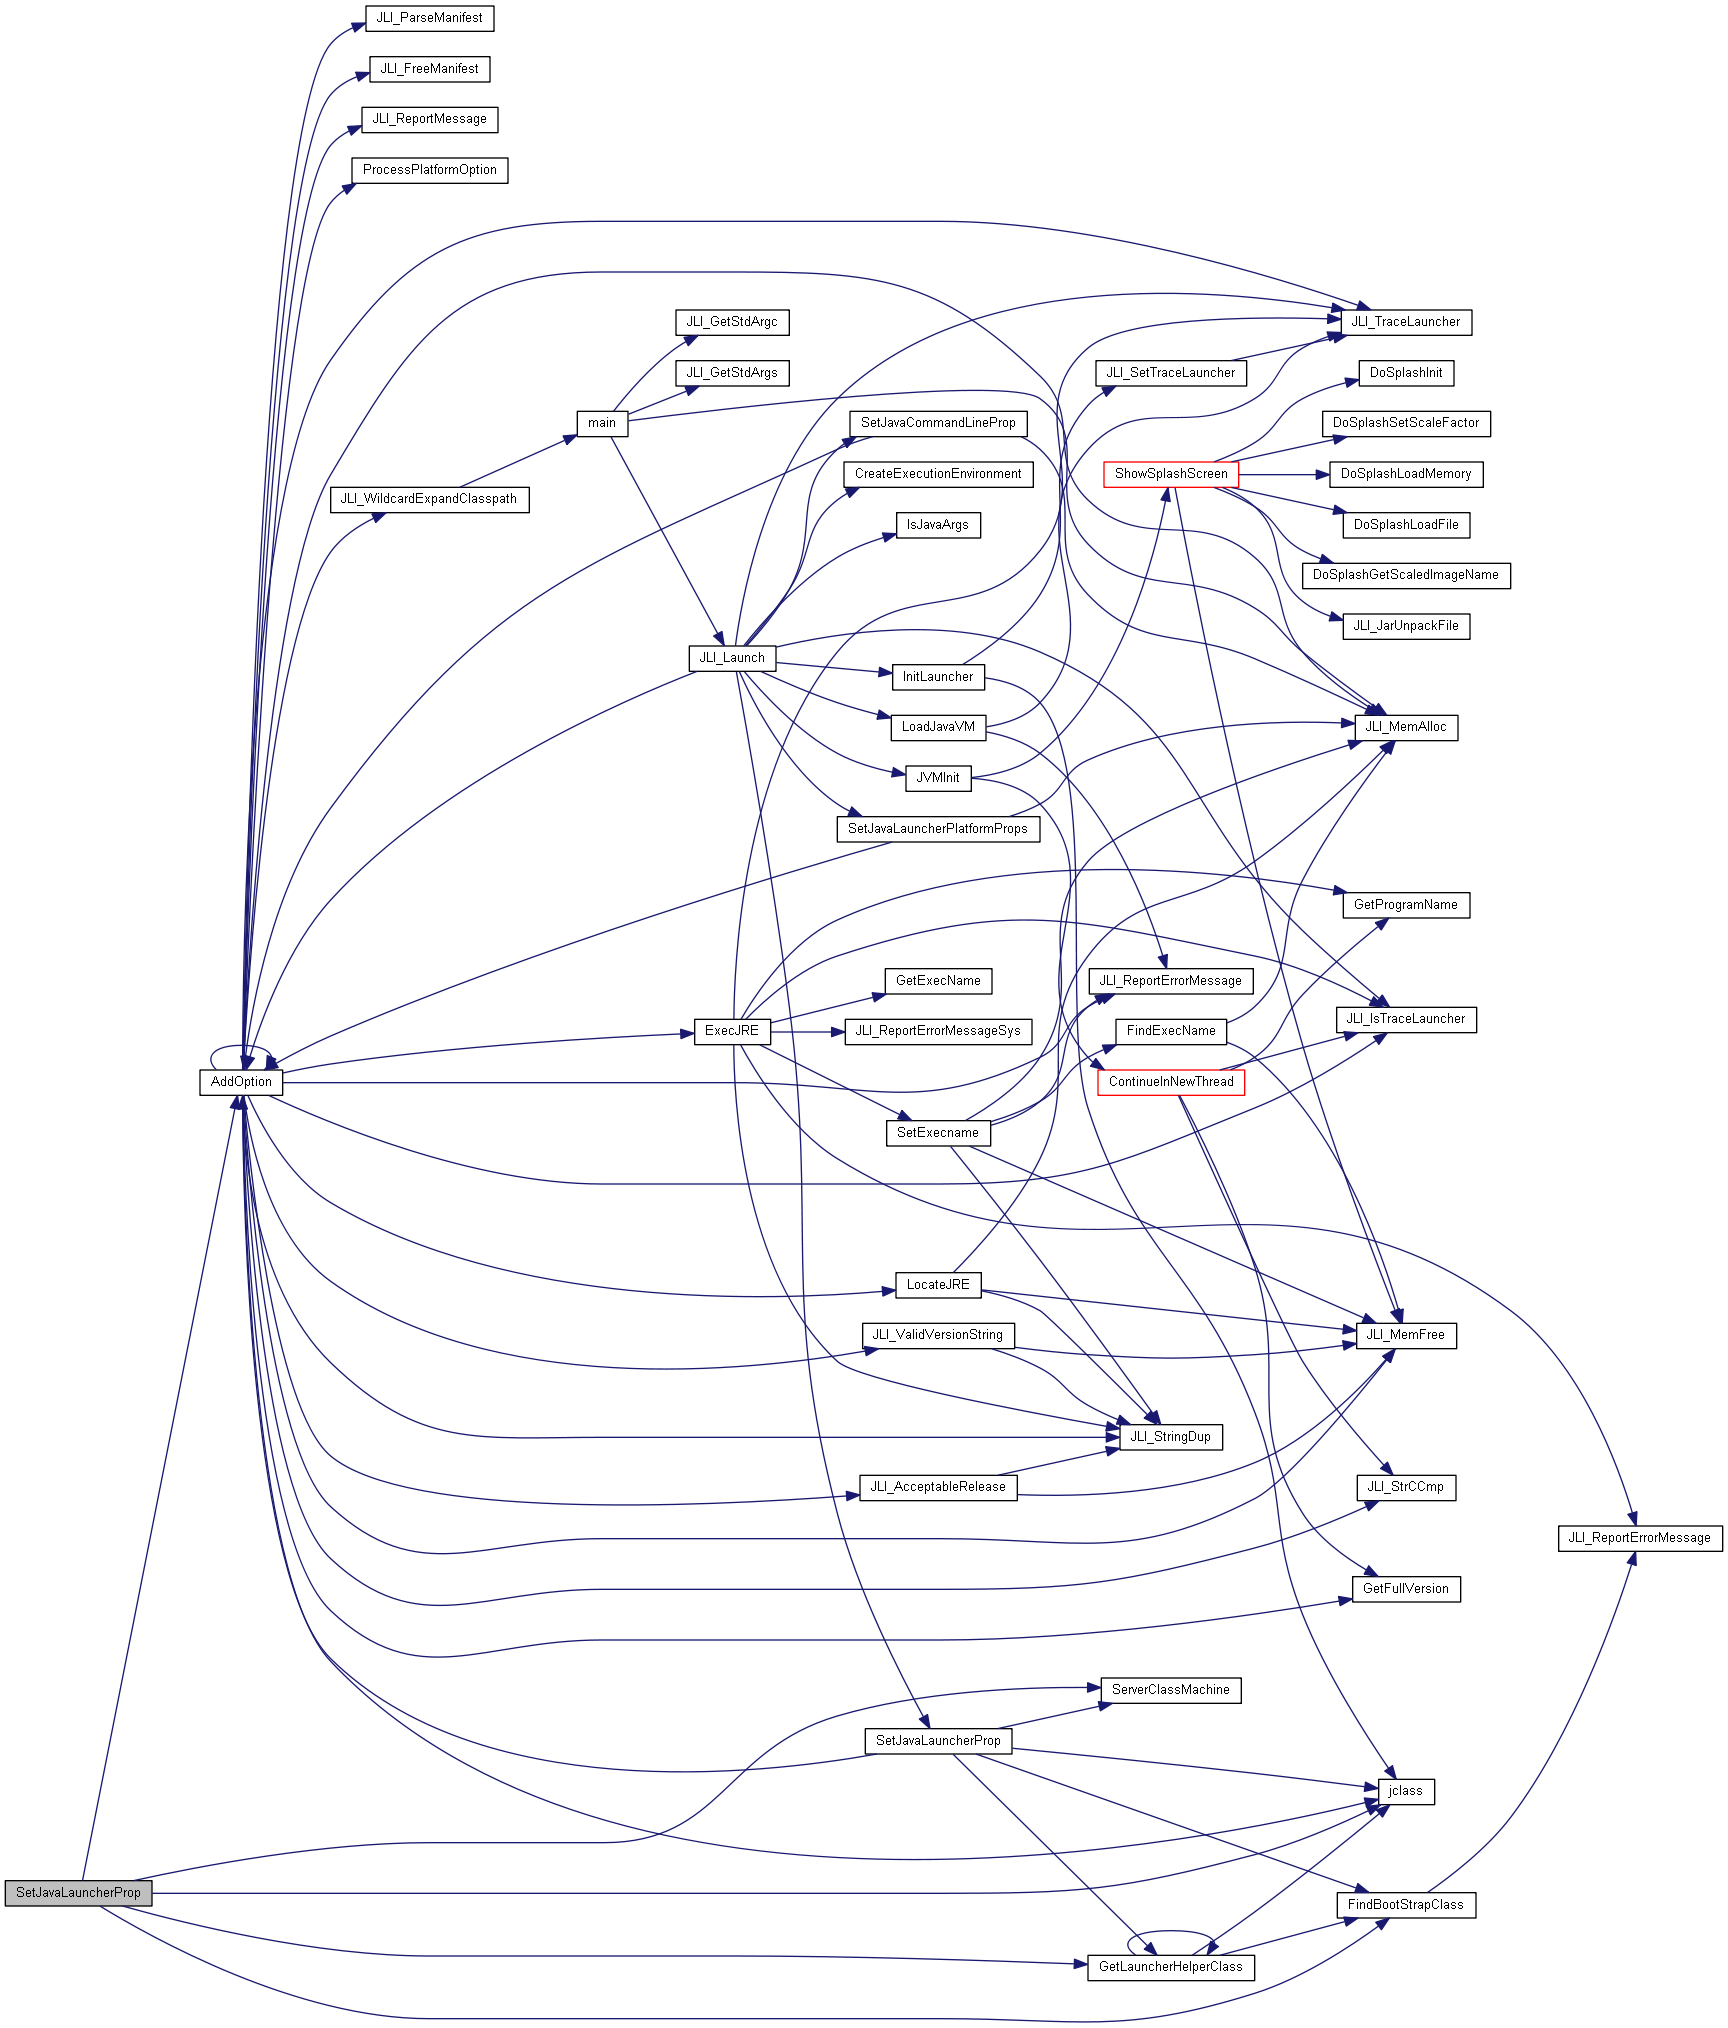 JLI_ParseManifest
JLI_FreeManifest
JLI_ReportMessage
ProcessPlatformOption
JLI_GetStdArgc
JLI_TraceLauncher
JLI_GetStdArgs
JLI_SetTraceLauncher
DoSplashInit
main
SetJavaCommandLineProp
DoSplashSetScaleFactor
CreateExecutionEnvironment
ShowSplashScreen
DoSplashLoadMemory
JLI_WildcardExpandClasspath
IsJavaArgs
DoSplashLoadFile
DoSplashGetScaledImageName
JLI_JarUnpackFile
JLI_Launch
InitLauncher
LoadJavaVM
JLI_MemAlloc
JVMInit
SetJavaLauncherPlatformProps
GetProgramName
GetExecName
JLI_ReportErrorMessage
ExecJRE
JLI_ReportErrorMessageSys
FindExecName
JLI_IsTraceLauncher
AddOption
ContinueInNewThread
SetExecname
LocateJRE
JLI_ValidVersionString
JLI_MemFree
JLI_StringDup
JLI_AcceptableRelease
JLI_StrCCmp
JLI_ReportErrorMessage
GetFullVersion
ServerClassMachine
SetJavaLauncherProp
jclass
SetJavaLauncherProp
FindBootStrapClass
GetLauncherHelperClass